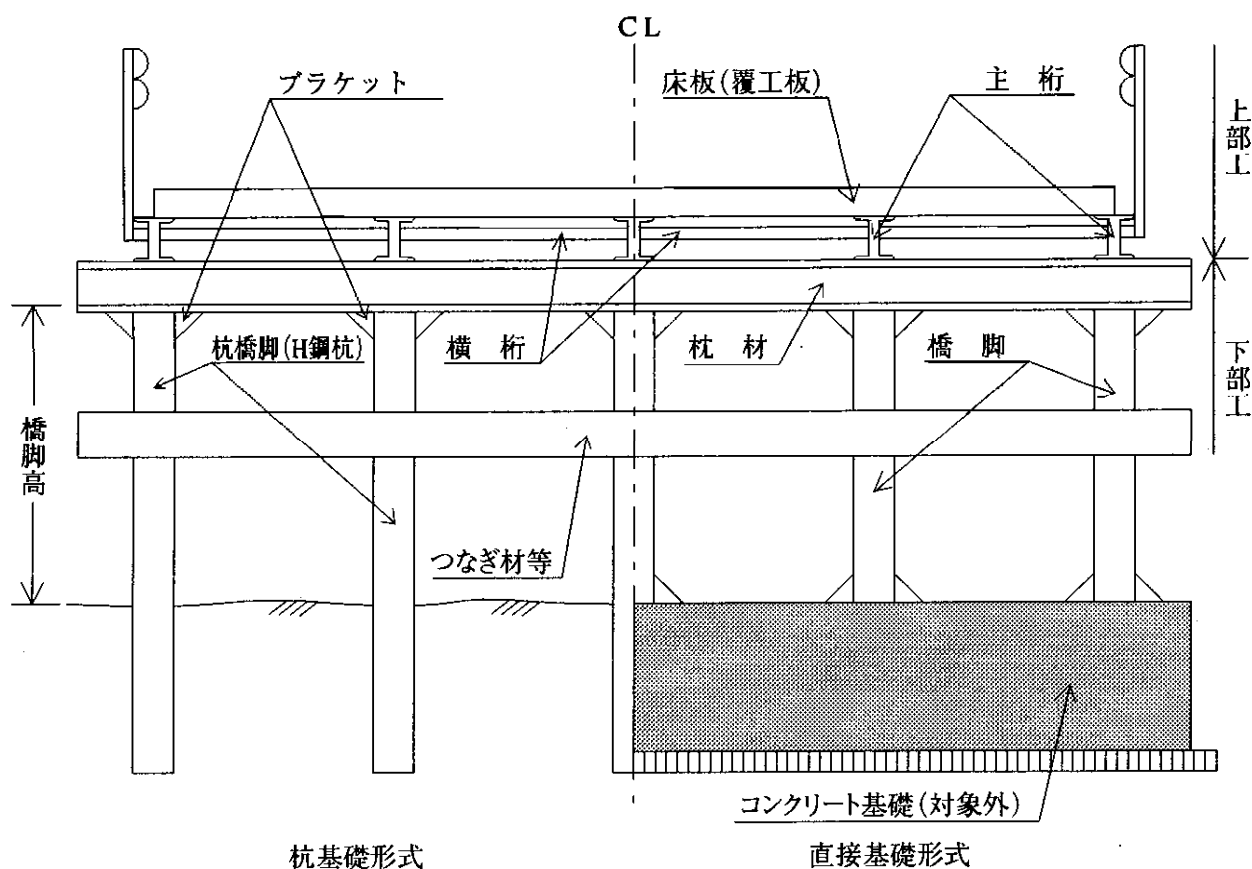 CL
ブラケット
床板(覆工板)
主桁
上部工
杭橋脚(H鋼杭)
横桁
枕材
橋脚
下部工
橋脚高
つなぎ材等
コンクリート基礎(対象外)
杭基礎形式
直接基礎形式